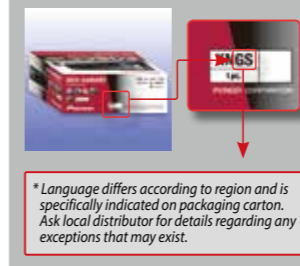 XNGS
1pc.
PIONEER CORPORATION
* Language differs according to region and is
specifically indicated on packaging carton.
Ask local distributor for details regarding any
exceptions that may exist.